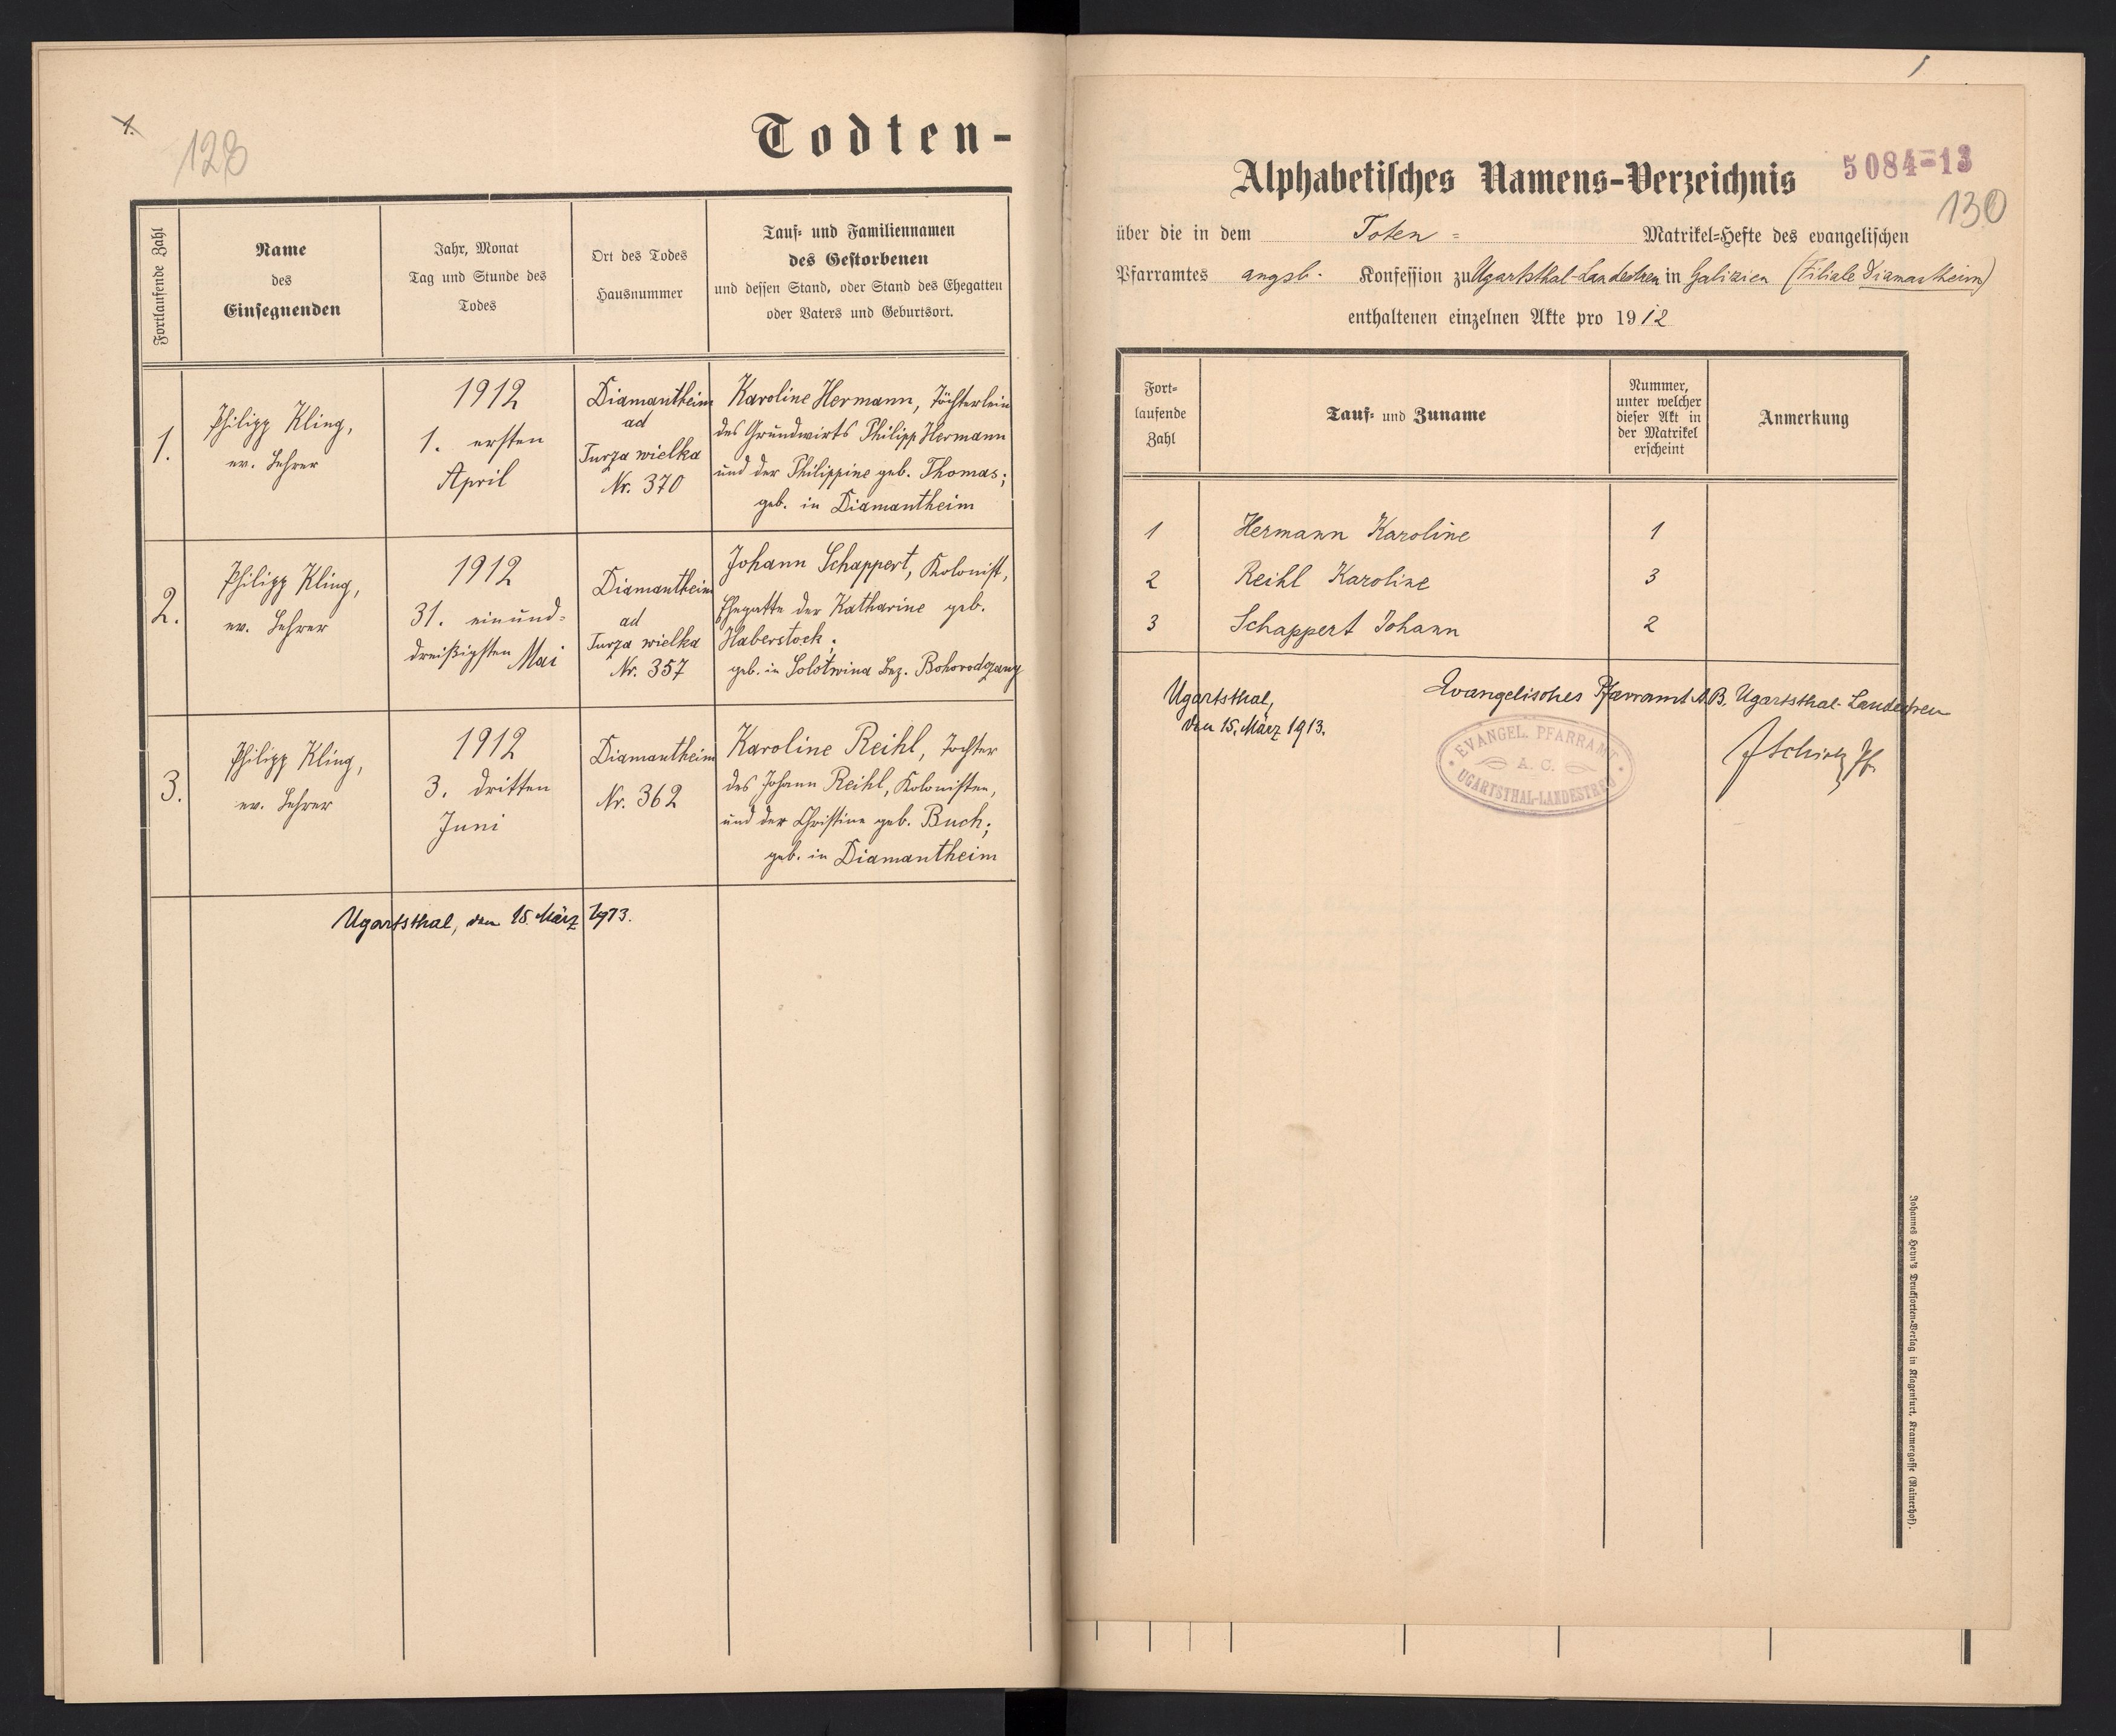 1.
128
Todten-
Fortlaufende Zahl
Name
des
Einsegnenden
Jahr, Monat
Tag und Stunde des
Todes
Ort des Todes
Hausnummer
Tauf- und Familiennamen
des Gestorbenen
und dessen Stand, oder Stand des Ehegatten
oder Vaters und Geburtsort.
1.
Philipp Kling,
ev. Lehrer
1912
1. ersten
April
Diamantheim
ad
Turza wielka
Nr. 370
Karoline Hermann, Töchterlein
des Grundwirts Philipp Hermann
und der Philippine geb. Thomas;
geb. in Diamantheim
2.
Philipp Kling,
ev. Lehrer
1912
31. einund-
dreißigsten Mai
Diamantheim
ad
Turza wielka
Nr. 357
Johann Schappert, Kolonist,
Ehegatte der Katharine geb.
Haberstock;
geb. in Solotwina Bez. Bohorodczany
3.
Philipp Kling,
ev. Lehrer
1912
3. dritten
Juni
Diamantheim
Nr. 362
Karoline Reihl, Tochter
des Johann Reihl, Kolonisten,
und der Christine geb. Buch;
geb. in Diamantheim
Ugartsthal, den 15. März 1913.
1
Alphabetisches Namens-Verzeichnis
5084-13
130
über die in dem Toten- Matrikel-Hefte des evangelischen
Pfarramtes augsb. Konfession zu Ugartsthal-Landestreu in Galizien (Filiale Diamantheim)
enthaltenen einzelnen Akte pro 1912
Fort-
laufende
Zahl
Tauf- und Zuname
Nummer,
unter welcher
dieser Akt in
der Matrikel
erscheint
Anmerkung
1 Hermann Karoline 1
2 Reihl Karoline 3
3 Schappert Johann 2
Ugartsthal,
den 15. März 1913.
Evangelisches Pfarramt A.B. Ugartsthal-Landestreu
EVANGEL. PFARRAMT
A. C.
UGARTSTHAL-LANDESTREU
Johannes Heyn's Drucksorten-Verlag in Klagenfurt, Kramergasse (Mainerhof).